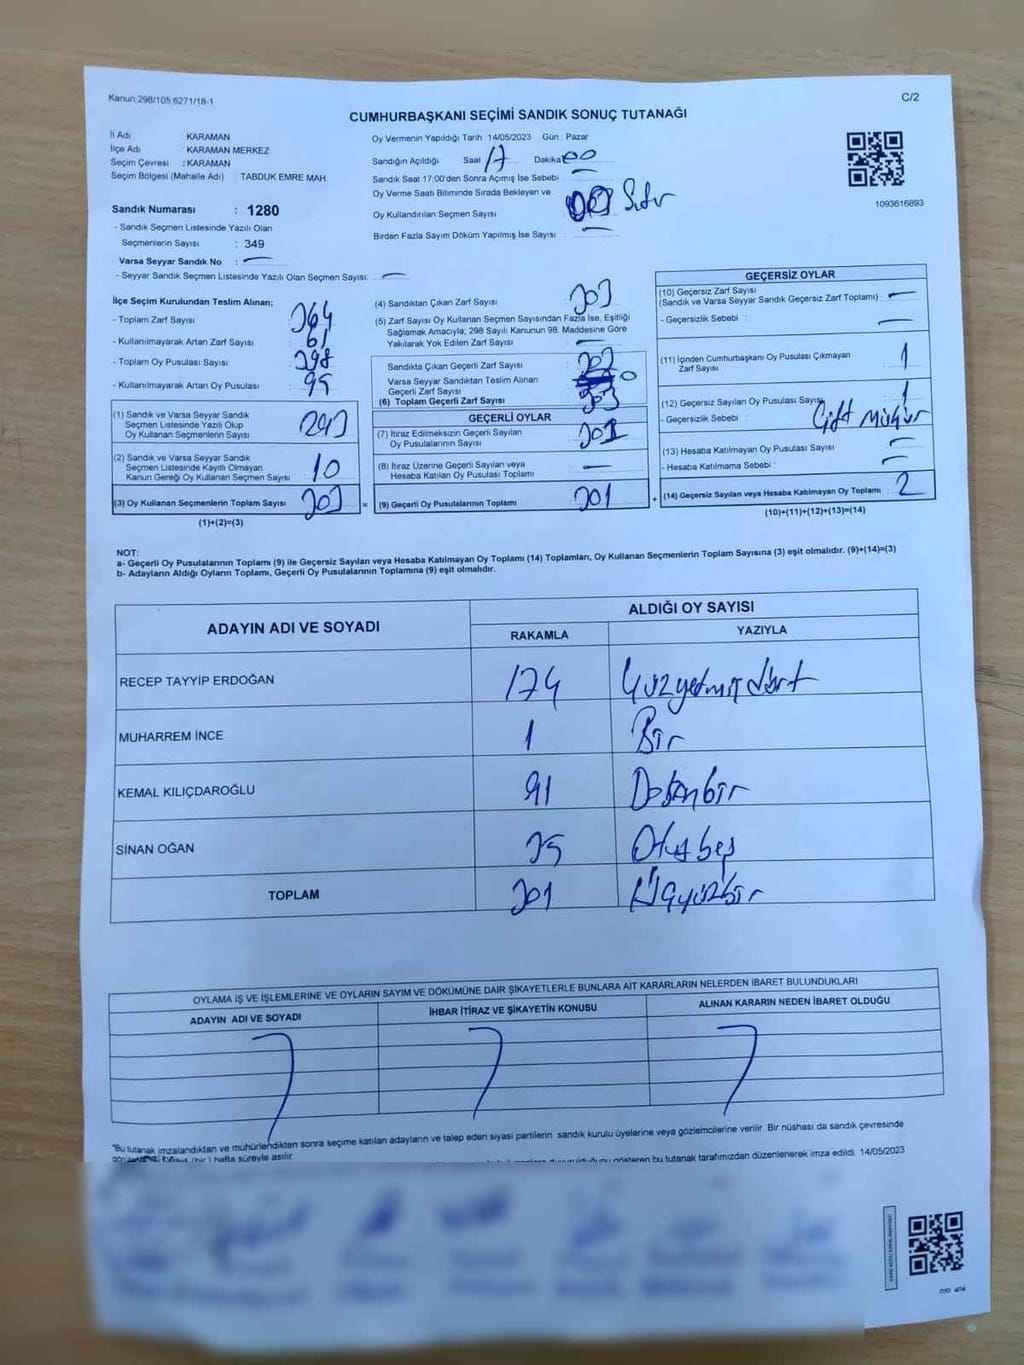 Kanun:298/105,6271/18-1
C/2
CUMHURBAŞKANI SEÇİMİ SANDIK SONUÇ TUTANAĞI
İl Adı KARAMAN
İlçe Adı KARAMAN MERKEZ
Seçim Çevresi : KARAMAN
Seçim Bölgesi (Mahalle Adı) : TABDUK EMRE MAH.
Sandık Numarası : 1280
- Sandık Seçmen Listesinde Yazılı Olan
Seçmenlerin Sayısı : 349
Varsa Seyyar Sandık No :
- Seyyar Sandık Seçmen Listesinde Yazılı Olan Seçmen Sayısı:
Oy Vermenin Yapıldığı Tarih :14/05/2023 Gün : Pazar
Sandığın Açıldığı Saat 17 Dakika 00
Sandık Saat 17:00'den Sonra Açımış İse Sebebi
Oy Verme Saati Bitiminde Sırada Bekleyen ve
Oy Kullandırılan Seçmen Sayısı Sıfır
Birden Fazla Sayım Döküm Yapılmış İse Sayısı :
1093616893
İlçe Seçim Kurulundan Teslim Alınan;
- Toplam Zarf Sayısı 364
- Kullanılmayarak Artan Zarf Sayısı : 61
- Toplam Oy Pusulası Sayısı 398
- Kullanılmayarak Artan Oy Pusulası 95
(1) Sandık ve Varsa Seyyar Sandık
Seçmen Listesinde Yazılı Olup
Oy Kullanan Seçmenlerin Sayısı 293
(2) Sandık ve Varsa Seyyar Sandık
Seçmen Listesinde Kayıtlı Olmayan
Kanun Gereği Oy Kullanan Seçmen Sayısı 10
(3) Oy Kullanan Seçmenlerin Toplam Sayısı 303 =
(1)+(2)=(3)
(4) Sandıktan Çıkan Zarf Sayısı 303
(5) Zarf Sayısı Oy Kullanan Seçmen Sayısından Fazla İse, Eşitliği
Sağlamak Amacıyla; 298 Sayılı Kanunun 98. Maddesine Göre
Yakılarak Yok Edilen Zarf Sayısı
Sandıkta Çıkan Geçerli Zarf Sayısı 303
Varsa Seyyar Sandıktan Teslim Alınan
Geçerli Zarf Sayısı 0
(6) Toplam Geçerli Zarf Sayısı 303
GEÇERLİ OYLAR
(7) İtiraz Edilmeksizin Geçerli Sayılan
Oy Pusulalarının Sayısı 301
(8) İtiraz Üzerine Geçerli Sayılan veya
Hesaba Katılan Oy Pusulası Toplamı
(9) Geçerli Oy Pusulalarının Toplamı 301 +
GEÇERSİZ OYLAR
(10) Geçersiz Zarf Sayısı
(Sandık ve Varsa Seyyar Sandık Geçersiz Zarf Toplamı) :
- Geçersizlik Sebebi :
(11) İçinden Cumhurbaşkanı Oy Pusulası Çıkmayan
Zarf Sayısı 1
(12) Geçersiz Sayılan Oy Pusulası Sayısı 1
- Geçersizlik Sebebi : Çift Mühür
(13) Hesaba Katılmayan Oy Pusulası Sayısı
- Hesaba Katılmama Sebebi :
(14) Geçersiz Sayılan veya Hesaba Katılmayan Oy Toplamı : 2
(10)+(11)+(12)+(13)=(14)
NOT:
a- Geçerli Oy Pusulalarının Toplamı (9) ile Geçersiz Sayılan veya Hesaba Katılmayan Oy Toplamı (14) Toplamları, Oy Kullanan Seçmenlerin Toplam Sayısına (3) eşit olmalıdır. (9)+(14)=(3)
b- Adayların Aldığı Oyların Toplamı, Geçerli Oy Pusulalarının Toplamına (9) eşit olmalıdır.
ADAYIN ADI VE SOYADI ALDIĞI OY SAYISI
RAKAMLA YAZIYLA
RECEP TAYYİP ERDOĞAN 174 Yüzyetmişdört
MUHARREM İNCE 1 Bir
KEMAL KILIÇDAROĞLU 91 Doksanbir
SİNAN OĞAN 35 Otuzbeş
TOPLAM 301 Üçyüzbir
OYLAMA İŞ VE İŞLEMLERİNE VE OYLARIN SAYIM VE DÖKÜMÜNE DAİR ŞİKAYETLERLE BUNLARA AİT KARARLARIN NELERDEN İBARET BULUNDUKLARI
ADAYIN ADI VE SOYADI İHBAR İTİRAZ VE ŞİKAYETİN KONUSU ALINAN KARARIN NEDEN İBARET OLDUĞU
"Bu tutanak imzalandıktan ve mühürlendikten sonra seçime katılan adayların ve talep eden siyasi partilerin sandık kurulu üyelerine veya gözlemcilerine verilir. Bir nüshası da sandık çevresinde
hafta süreyle asılır. gösteren bu tutanak tarafımızdan düzenlenerek imza edildi. 14/05/2023